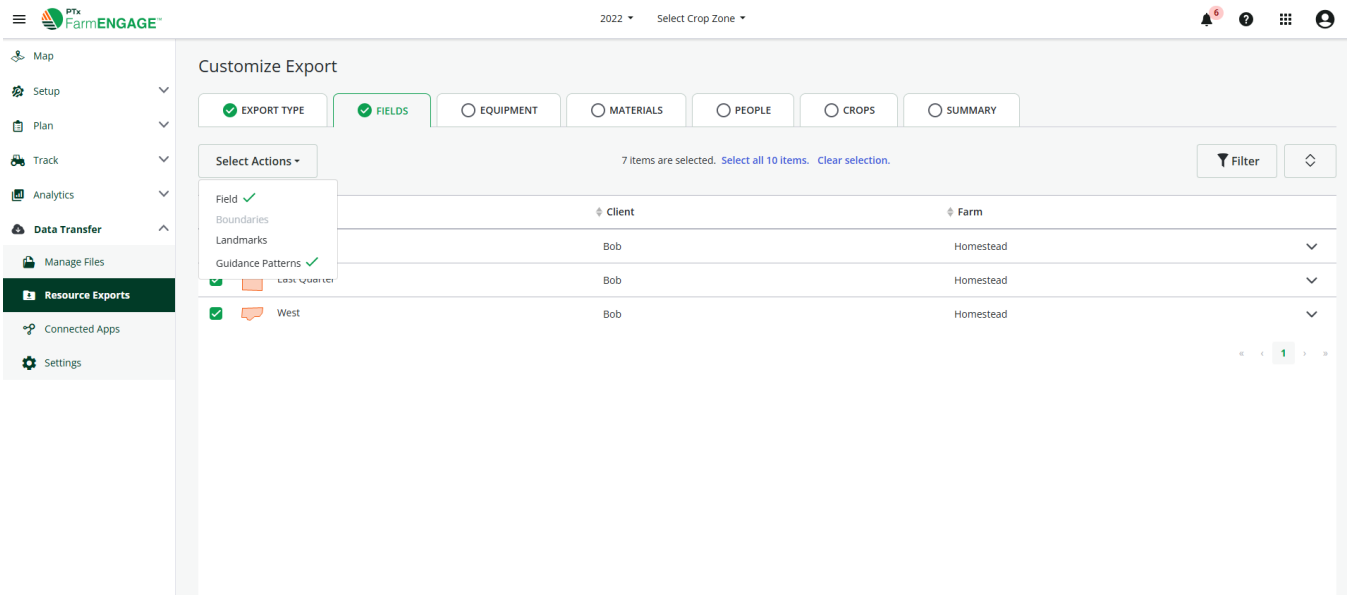 PTx
FarmENGAGE™
2022
Select Crop Zone
6
Map
Setup
Plan
Track
Analytics
Data Transfer
Manage Files
Resource Exports
Connected Apps
Settings
Customize Export
EXPORT TYPE
FIELDS
EQUIPMENT
MATERIALS
PEOPLE
CROPS
SUMMARY
Select Actions
7 items are selected. Select all 10 items. Clear selection.
Filter
Field
Boundaries
Landmarks
Guidance Patterns
Client
Farm
Bob
Homestead
Last Quarter
Bob
Homestead
West
Bob
Homestead
« ‹ 1 › »